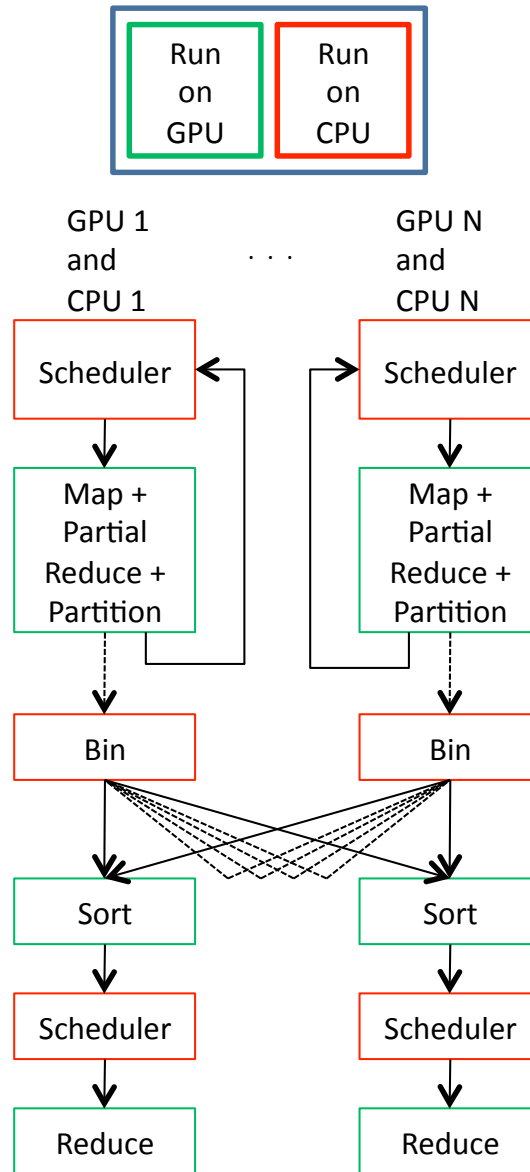 Run
on
GPU
Run
on
CPU
GPU 1
and
CPU 1
. . .
GPU N
and
CPU N
Scheduler
Scheduler
Map +
Partial
Reduce +
Partition
Map +
Partial
Reduce +
Partition
Bin
Bin
Sort
Sort
Scheduler
Scheduler
Reduce
Reduce